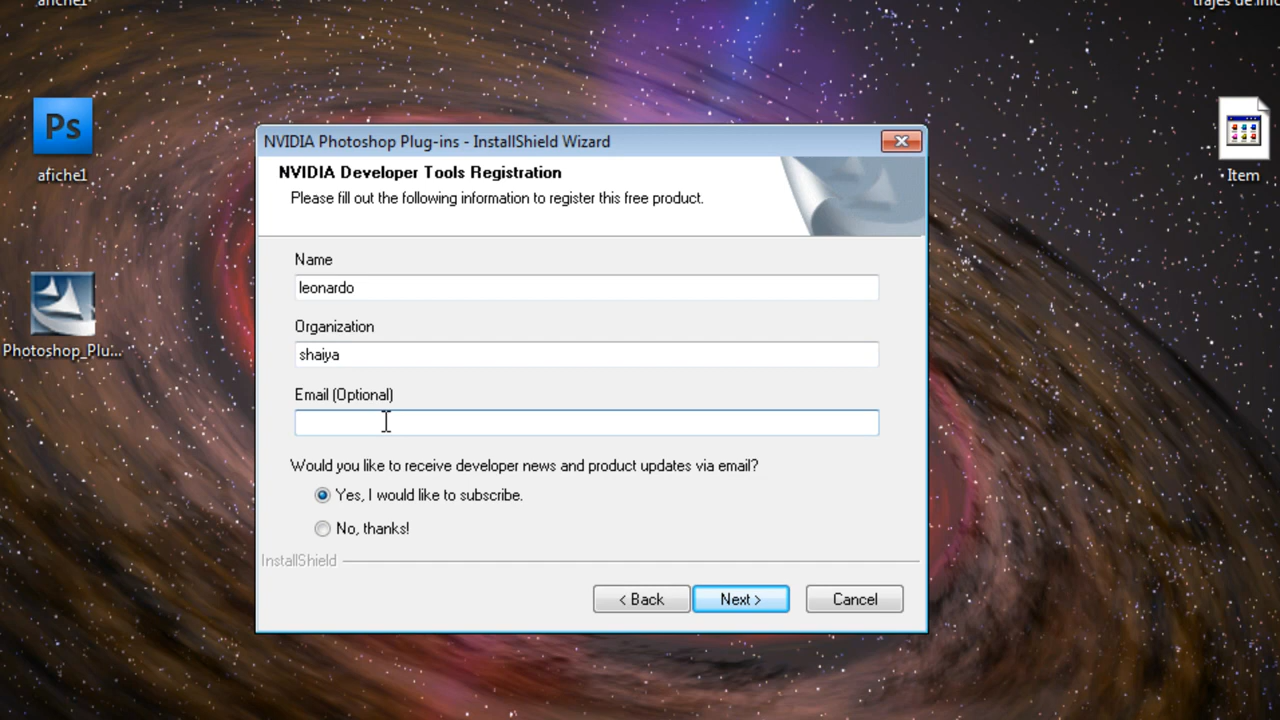 afiche1
trajes de.inic
NVIDIA Photoshop Plug-ins - InstallShield Wizard
NVIDIA Developer Tools Registration
Please fill out the following information to register this free product.
Ps
afiche1
Item
Name
leonardo
Photoshop_Plu...
Organization
shaiya
Email (Optional)
Would you like to receive developer news and product updates via email?
Yes, I would like to subscribe.
No, thanks!
InstallShield
< Back
Next >
Cancel